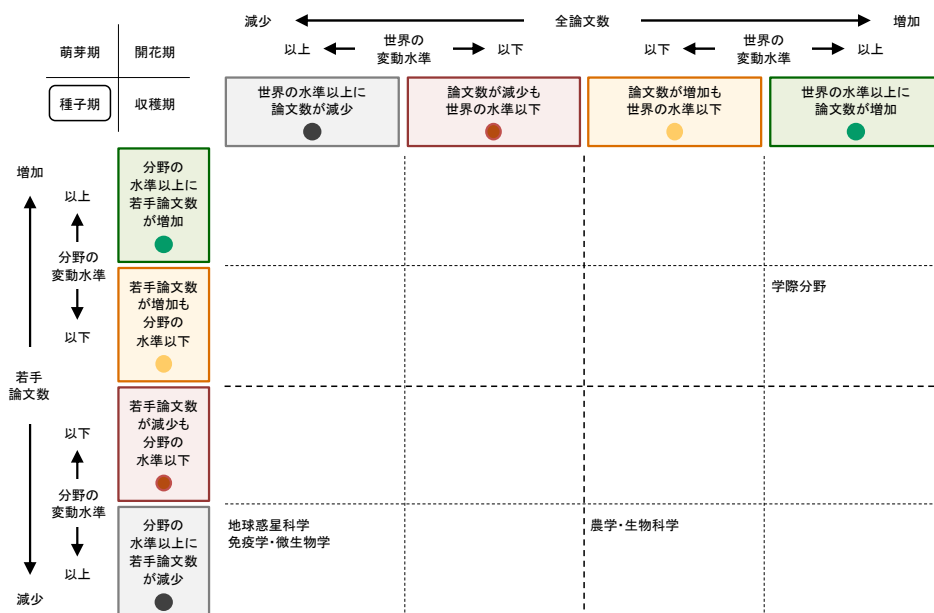 減少
全論文数
増加
以上
世界の
変動水準
以下
以下
世界の
変動水準
以上
萌芽期
開花期
種子期
収穫期
世界の水準以上に
論文数が減少
論文数が減少も
世界の水準以下
論文数が増加も
世界の水準以下
世界の水準以上に
論文数が増加
増加
以上
分野の
変動水準
以下
若手
論文数
以下
分野の
変動水準
以上
減少
分野の
水準以上に
若手論文数
が増加
若手論文数
が増加も
分野の
水準以下
学際分野
若手論文数
が減少も
分野の
水準以下
分野の
水準以上に
若手論文数
が減少
地球惑星科学
免疫学・微生物学
農学・生物科学